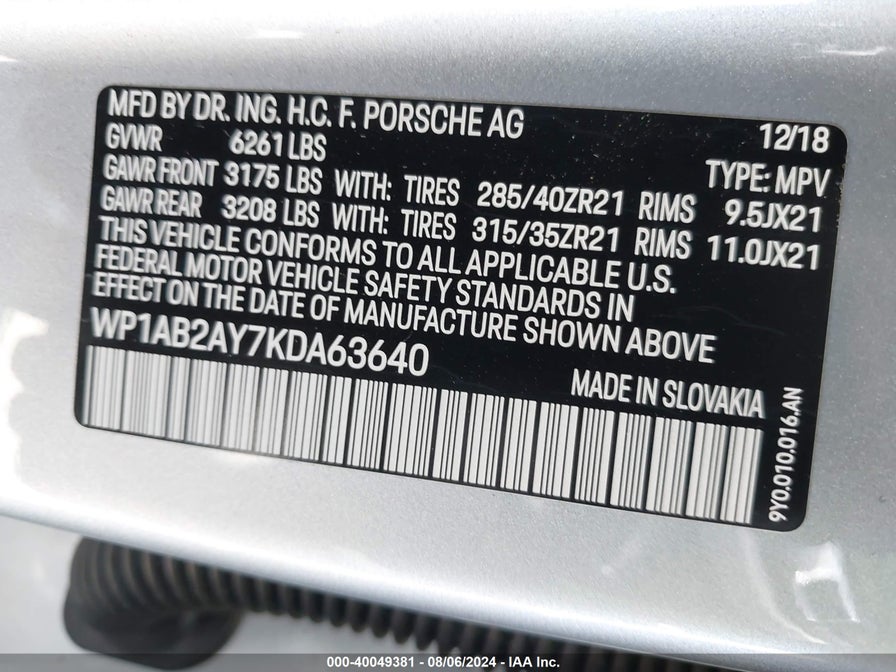 MFD BY DR. ING. H.C. F. PORSCHE AG 12/18
GVWR 6261 LBS TYPE: MPV
GAWR FRONT 3175 LBS WITH: TIRES 285/40ZR21 RIMS 9.5JX21
GAWR REAR 3208 LBS WITH: TIRES 315/35ZR21 RIMS 11.0JX21
THIS VEHICLE CONFORMS TO ALL APPLICABLE U.S.
FEDERAL MOTOR VEHICLE SAFETY STANDARDS IN
EFFECT ON THE DATE OF MANUFACTURE SHOWN ABOVE
WP1AB2AY7KDA63640
MADE IN SLOVAKIA
9Y0.010.016.AN
000-40049381 - 08/06/2024 - IAA Inc.